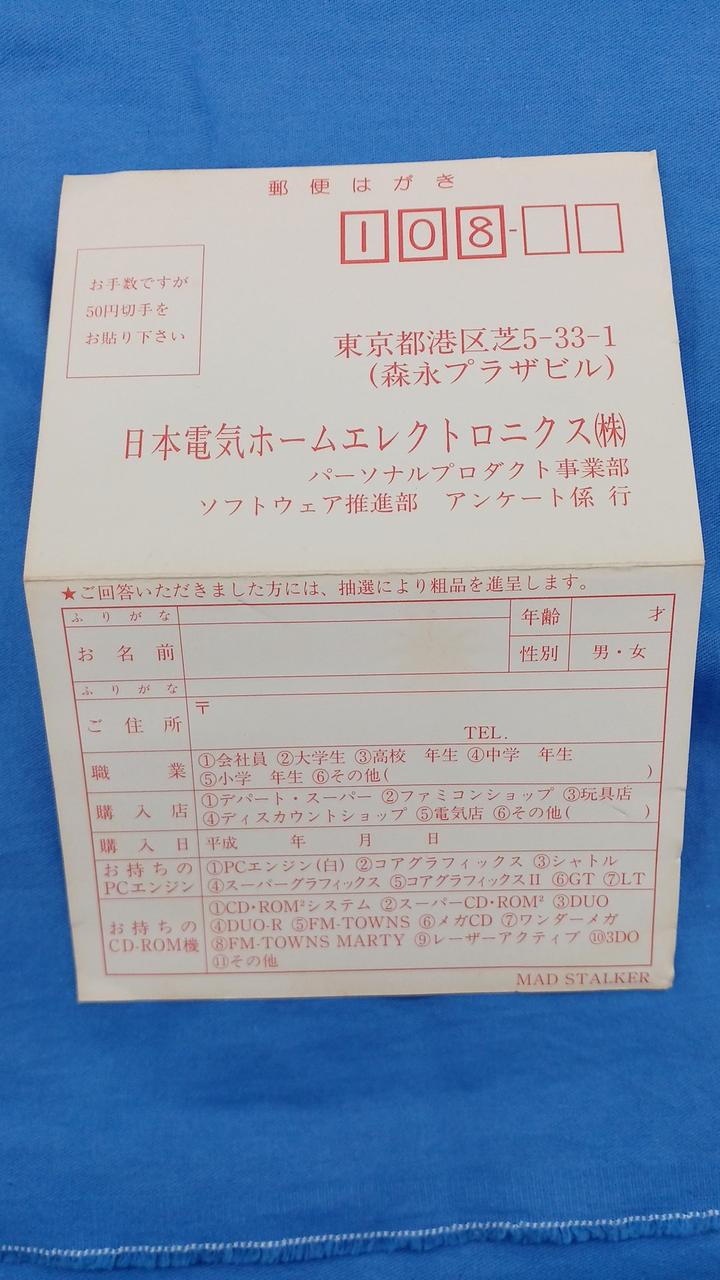 郵便はがき
108-
お手数ですが
50円切手を
お貼り下さい
東京都港区芝5-33-1
(森永プラザビル)
日本電気ホームエレクトロニクス㈱
パーソナルプロダクト事業部
ソフトウェア推進部 アンケート係 行
★ご回答いただきました方には、抽選により粗品を進呈します。
ふりがな
お名前
年齢 才
性別 男・女
ふりがな
ご住所 〒
TEL.
職業 ①会社員 ②大学生 ③高校 年生 ④中学 年生
⑤小学 年生 ⑥その他( )
購入店 ①デパート・スーパー ②ファミコンショップ ③玩具店
④ディスカウントショップ ⑤電気店 ⑥その他( )
購入日 平成 年 月 日
お持ちの
PCエンジン
①PCエンジン(白) ②コアグラフィックス ③シャトル
④スーパーグラフィックス ⑤コアグラフィックスII ⑥GT ⑦LT
お持ちの
CD-ROM機
①CD・ROM²システム ②スーパーCD・ROM² ③DUO
④DUO-R ⑤FM-TOWNS ⑥メガCD ⑦ワンダーメガ
⑧FM-TOWNS MARTY ⑨レーザーアクティブ ⑩3DO
⑪その他
MAD STALKER